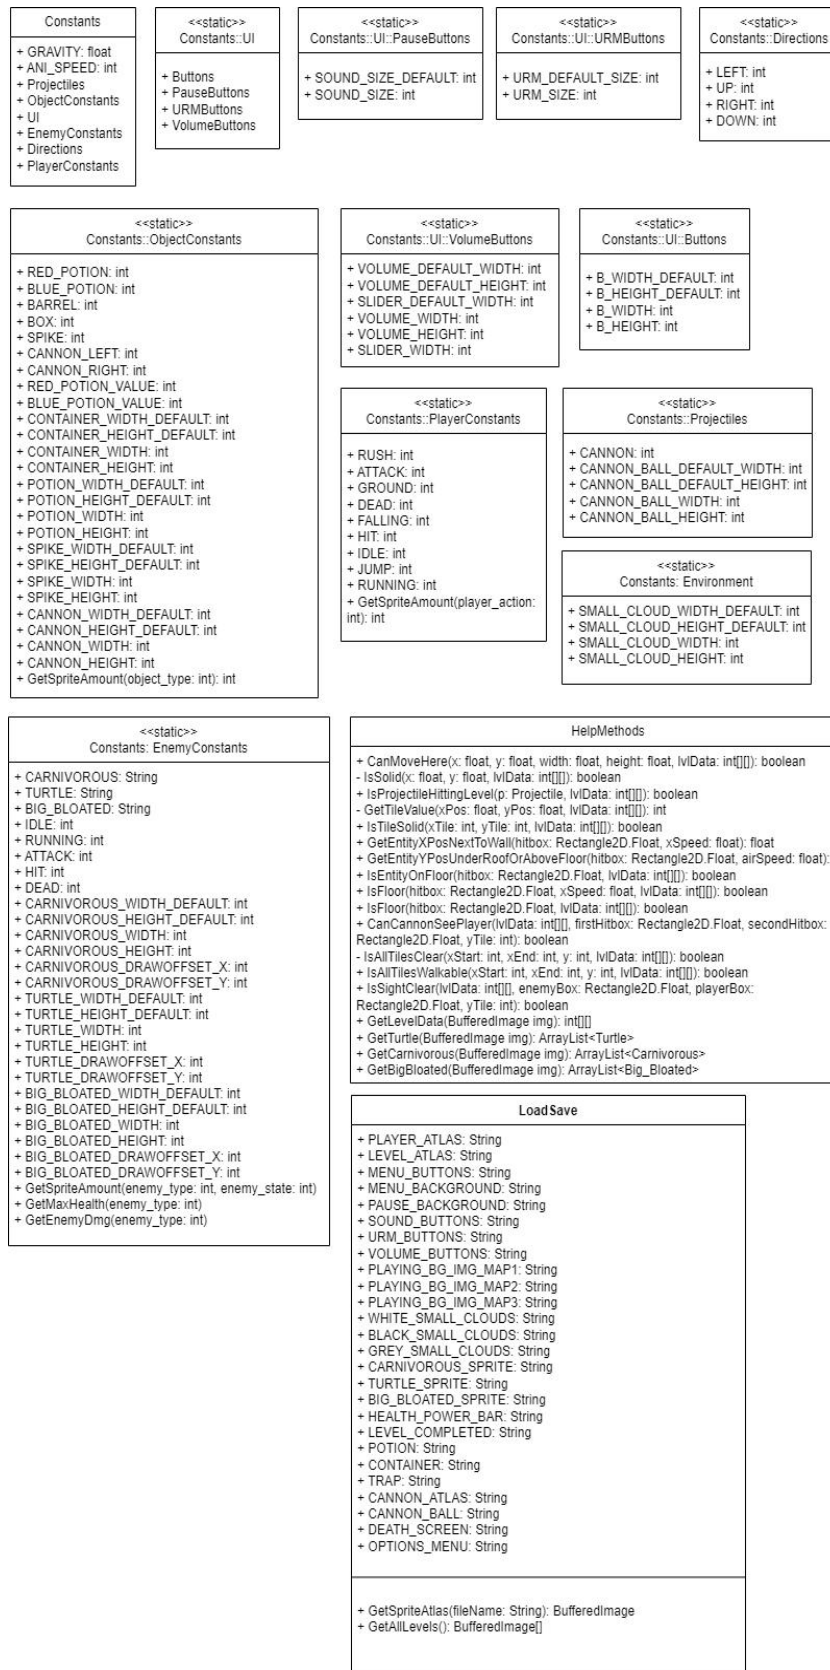 Constants
+ GRAVITY: float
+ ANI_SPEED: int
+ Projectiles
+ ObjectConstants
+ UI
+ EnemyConstants
+ Directions
+ PlayerConstants
<<static>>
Constants::UI
+ Buttons
+ PauseButtons
+ URMButtons
+ VolumeButtons
<<static>>
Constants::UI::PauseButtons
+ SOUND_SIZE_DEFAULT: int
+ SOUND_SIZE: int
<<static>>
Constants::UI::URMButtons
+ URM_DEFAULT_SIZE: int
+ URM_SIZE: int
<<static>>
Constants::Directions
+ LEFT: int
+ UP: int
+ RIGHT: int
+ DOWN: int
<<static>>
Constants::ObjectConstants
+ RED_POTION: int
+ BLUE_POTION: int
+ BARREL: int
+ BOX: int
+ SPIKE: int
+ CANNON_LEFT: int
+ CANNON_RIGHT: int
+ RED_POTION_VALUE: int
+ BLUE_POTION_VALUE: int
+ CONTAINER_WIDTH_DEFAULT: int
+ CONTAINER_HEIGHT_DEFAULT: int
+ CONTAINER_WIDTH: int
+ CONTAINER_HEIGHT: int
+ POTION_WIDTH_DEFAULT: int
+ POTION_HEIGHT_DEFAULT: int
+ POTION_WIDTH: int
+ POTION_HEIGHT: int
+ SPIKE_WIDTH_DEFAULT: int
+ SPIKE_HEIGHT_DEFAULT: int
+ SPIKE_WIDTH: int
+ SPIKE_HEIGHT: int
+ CANNON_WIDTH_DEFAULT: int
+ CANNON_HEIGHT_DEFAULT: int
+ CANNON_WIDTH: int
+ CANNON_HEIGHT: int
+ GetSpriteAmount(object_type: int): int
<<static>>
Constants::UI::VolumeButtons
+ VOLUME_DEFAULT_WIDTH: int
+ VOLUME_DEFAULT_HEIGHT: int
+ SLIDER_DEFAULT_WIDTH: int
+ VOLUME_WIDTH: int
+ VOLUME_HEIGHT: int
+ SLIDER_WIDTH: int
<<static>>
Constants::UI::Buttons
+ B_WIDTH_DEFAULT: int
+ B_HEIGHT_DEFAULT: int
+ B_WIDTH: int
+ B_HEIGHT: int
<<static>>
Constants::PlayerConstants
+ RUSH: int
+ ATTACK: int
+ GROUND: int
+ DEAD: int
+ FALLING: int
+ HIT: int
+ IDLE: int
+ JUMP: int
+ RUNNING: int
+ GetSpriteAmount(player_action:
int): int
<<static>>
Constants::Projectiles
+ CANNON: int
+ CANNON_BALL_DEFAULT_WIDTH: int
+ CANNON_BALL_DEFAULT_HEIGHT: int
+ CANNON_BALL_WIDTH: int
+ CANNON_BALL_HEIGHT: int
<<static>>
Constants: Environment
+ SMALL_CLOUD_WIDTH_DEFAULT: int
+ SMALL_CLOUD_HEIGHT_DEFAULT: int
+ SMALL_CLOUD_WIDTH: int
+ SMALL_CLOUD_HEIGHT: int
<<static>>
Constants: EnemyConstants
+ CARNIVOROUS: String
+ TURTLE: String
+ BIG_BLOATED: String
+ IDLE: int
+ RUNNING: int
+ ATTACK: int
+ HIT: int
+ DEAD: int
+ CARNIVOROUS_WIDTH_DEFAULT: int
+ CARNIVOROUS_HEIGHT_DEFAULT: int
+ CARNIVOROUS_WIDTH: int
+ CARNIVOROUS_HEIGHT: int
+ CARNIVOROUS_DRAWOFFSET_X: int
+ CARNIVOROUS_DRAWOFFSET_Y: int
+ TURTLE_WIDTH_DEFAULT: int
+ TURTLE_HEIGHT_DEFAULT: int
+ TURTLE_WIDTH: int
+ TURTLE_HEIGHT: int
+ TURTLE_DRAWOFFSET_X: int
+ TURTLE_DRAWOFFSET_Y: int
+ BIG_BLOATED_WIDTH_DEFAULT: int
+ BIG_BLOATED_HEIGHT_DEFAULT: int
+ BIG_BLOATED_WIDTH: int
+ BIG_BLOATED_HEIGHT: int
+ BIG_BLOATED_DRAWOFFSET_X: int
+ BIG_BLOATED_DRAWOFFSET_Y: int
+ GetSpriteAmount(enemy_type: int, enemy_state: int)
+ GetMaxHealth(enemy_type: int)
+ GetEnemyDmg(enemy_type: int)
HelpMethods
+ CanMoveHere(x: float, y: float, width: float, height: float, lvlData: int[][]): boolean
- IsSolid(x: float, y: float, lvlData: int[][]): boolean
+ IsProjectileHittingLevel(p: Projectile, lvlData: int[][]): boolean
- GetTileValue(xPos: float, yPos: float, lvlData: int[][]): int
+ IsTileSolid(xTile: int, yTile: int, lvlData: int[][]): boolean
+ GetEntityXPosNextToWall(hitbox: Rectangle2D.Float, xSpeed: float): float
+ GetEntityYPosUnderRoofOrAboveFloor(hitbox: Rectangle2D.Float, airSpeed: float):
+ IsEntityOnFloor(hitbox: Rectangle2D.Float, lvlData: int[][]): boolean
+ IsFloor(hitbox: Rectangle2D.Float, xSpeed: float, lvlData: int[][]): boolean
+ IsFloor(hitbox: Rectangle2D.Float, lvlData: int[][]): boolean
+ CanCannonSeePlayer(lvlData: int[][], firstHitbox: Rectangle2D.Float, secondHitbox:
Rectangle2D.Float, yTile: int): boolean
- IsAllTilesClear(xStart: int, xEnd: int, y: int, lvlData: int[][]): boolean
+ IsAllTilesWalkable(xStart: int, xEnd: int, y: int, lvlData: int[][]): boolean
+ IsSightClear(lvlData: int[][], enemyBox: Rectangle2D.Float, playerBox:
Rectangle2D.Float, yTile: int): boolean
+ GetLevelData(BufferedImage img): int[][]
+ GetTurtle(BufferedImage img): ArrayList<Turtle>
+ GetCarnivorous(BufferedImage img): ArrayList<Carnivorous>
+ GetBigBloated(BufferedImage img): ArrayList<Big_Bloated>
LoadSave
+ PLAYER_ATLAS: String
+ LEVEL_ATLAS: String
+ MENU_BUTTONS: String
+ MENU_BACKGROUND: String
+ PAUSE_BACKGROUND: String
+ SOUND_BUTTONS: String
+ URM_BUTTONS: String
+ VOLUME_BUTTONS: String
+ PLAYING_BG_IMG_MAP1: String
+ PLAYING_BG_IMG_MAP2: String
+ PLAYING_BG_IMG_MAP3: String
+ WHITE_SMALL_CLOUDS: String
+ BLACK_SMALL_CLOUDS: String
+ GREY_SMALL_CLOUDS: String
+ CARNIVOROUS_SPRITE: String
+ TURTLE_SPRITE: String
+ BIG_BLOATED_SPRITE: String
+ HEALTH_POWER_BAR: String
+ LEVEL_COMPLETED: String
+ POTION: String
+ CONTAINER: String
+ TRAP: String
+ CANNON_ATLAS: String
+ CANNON_BALL: String
+ DEATH_SCREEN: String
+ OPTIONS_MENU: String
+ GetSpriteAtlas(fileName: String): BufferedImage
+ GetAllLevels(): BufferedImage[]